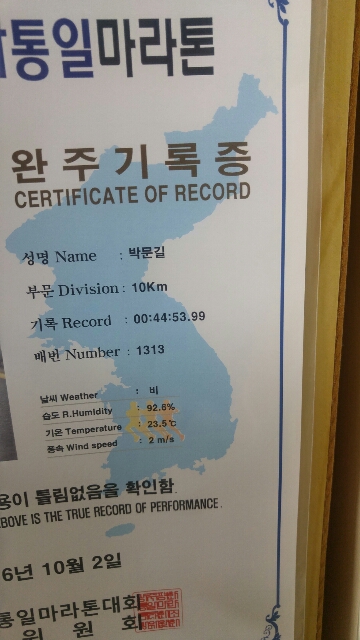 통일마라톤
완주기록증
CERTIFICATE OF RECORD
성명 Name : 박문길
부문 Division : 10Km
기록 Record : 00:44:53.99
배번 Number : 1313
날씨 Weather : 비
습도 R.Humidity : 92.6%
기온 Temperature : 23.5℃
풍속 Wind speed : 2 m/s
용이 틀림없음을 확인함.
BOVE IS THE TRUE RECORD OF PERFORMANCE.
6년 10월 2일
통일마라톤대회
위 원 회